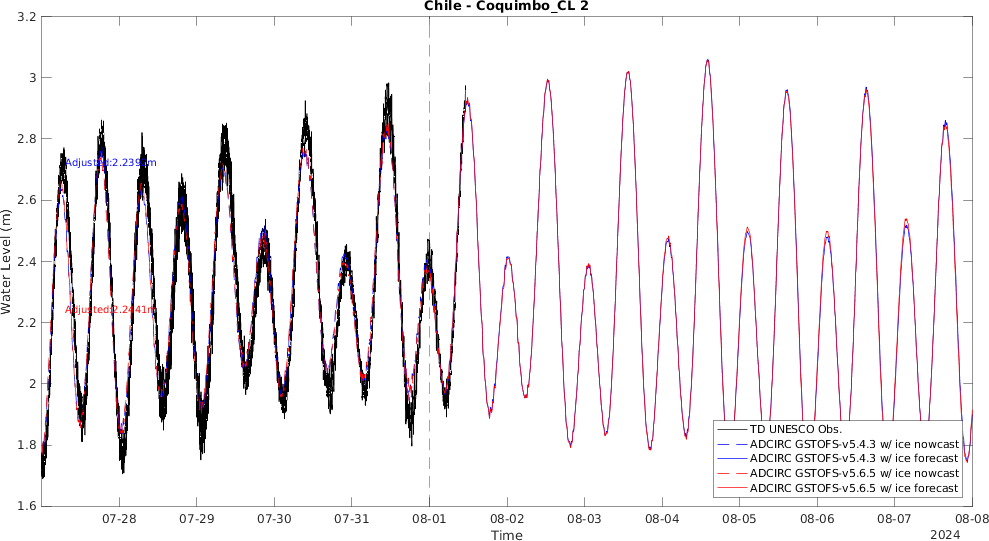 Chile - Coquimbo_CL 2
3.2
3
2.8
2.6
2.4
2.2
2
1.8
1.6
Water Level (m)
Adjusted:2.2441m
TD UNESCO Obs.
ADCIRC GSTOFS-v5.4.3 w/ ice nowcast
ADCIRC GSTOFS-v5.4.3 w/ ice forecast
ADCIRC GSTOFS-v5.6.5 w/ ice nowcast
ADCIRC GSTOFS-v5.6.5 w/ ice forecast
07-28 07-29 07-30 07-31 08-01 08-02 08-03 08-04 08-05 08-06 08-07 08-08
Time
2024